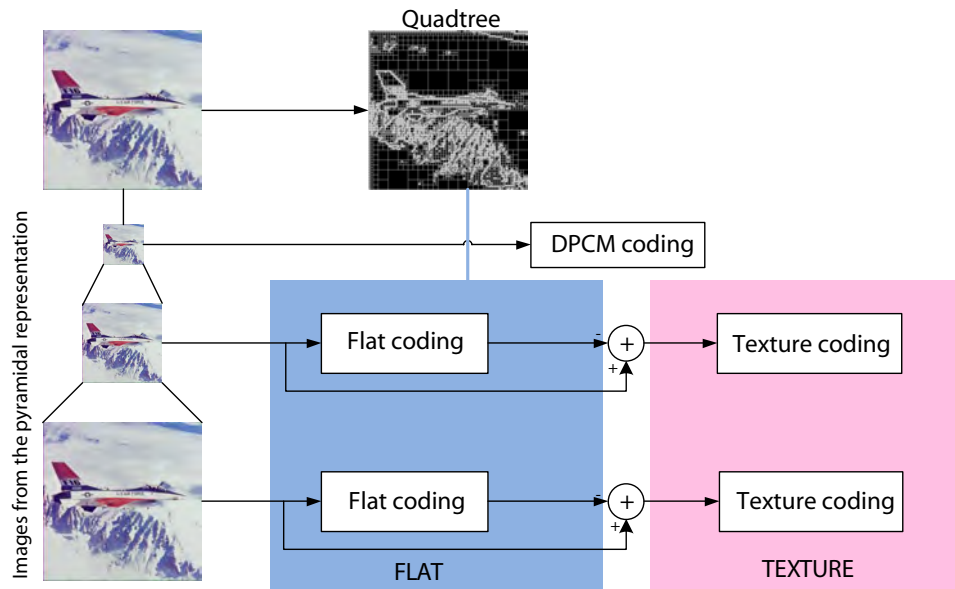 Quadtree
DPCM coding
Images from the pyramidal representation
Flat coding
-
+
+
Texture coding
Flat coding
-
+
+
Texture coding
FLAT
TEXTURE